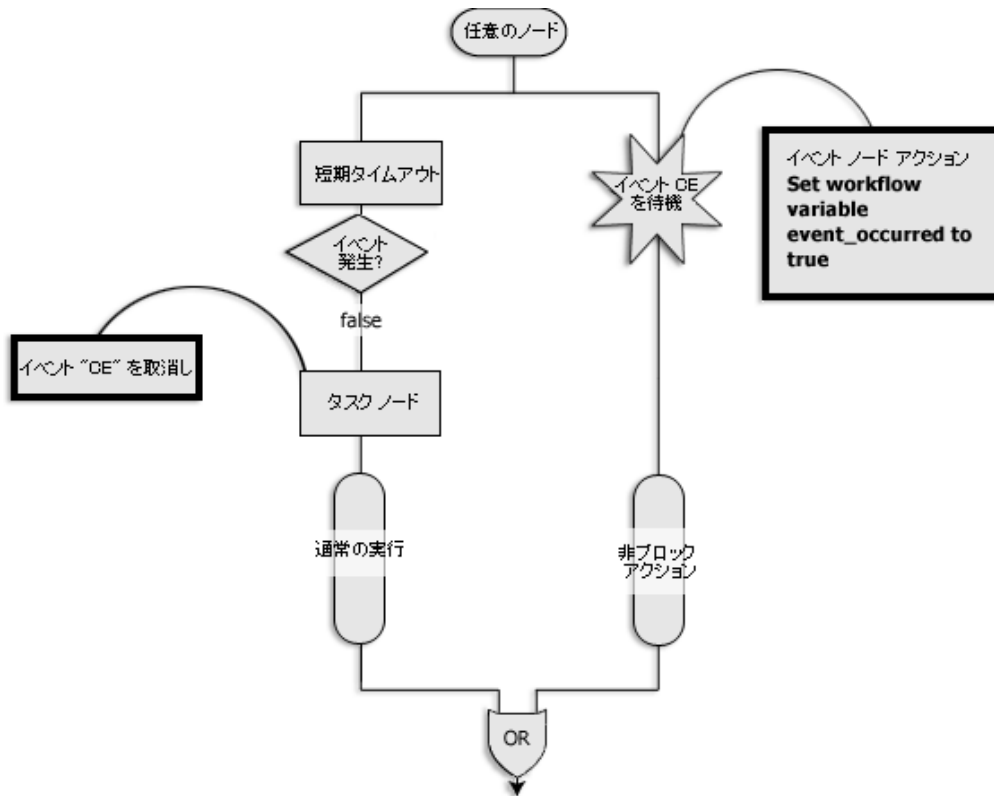 任意のノード
短期タイムアウト
イベント CE
を待機
イベント ノード アクション
Set workflow
variable
event_occurred to
true
イベント
発生?
false
イベント "CE" を取消し
タスク ノード
通常の実行
非ブロック
アクション
OR